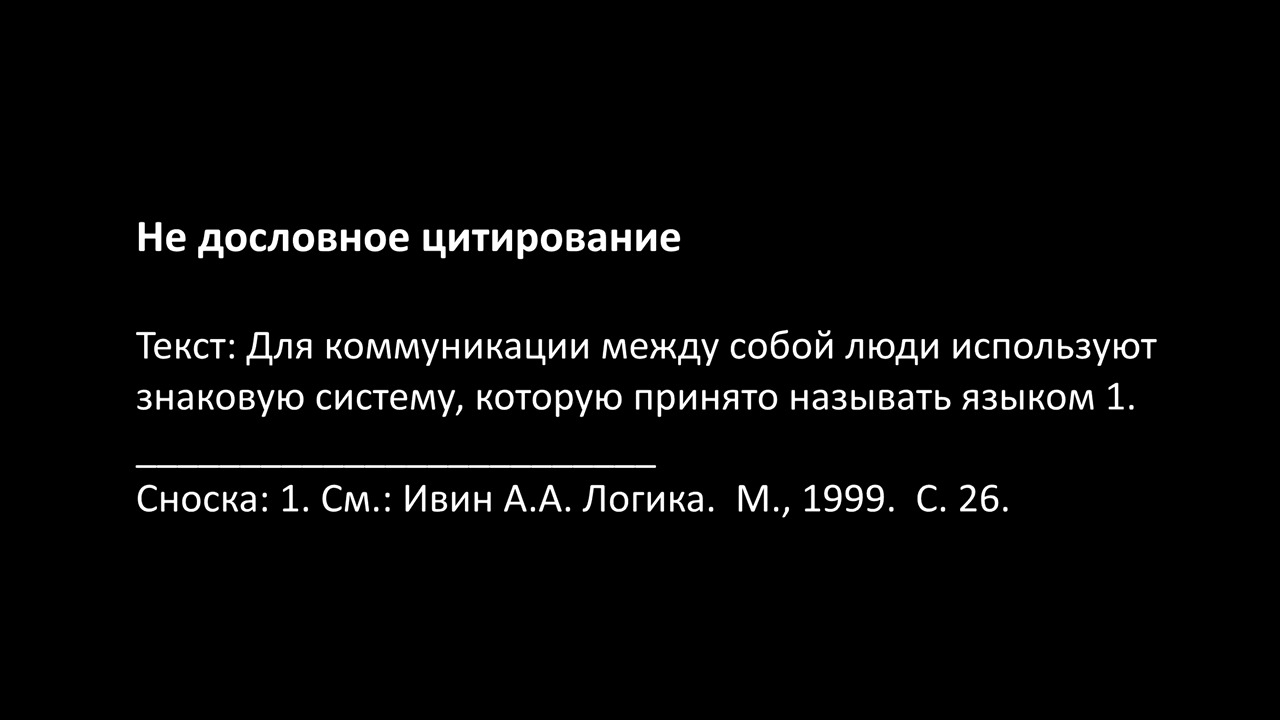 Не дословное цитирование
Текст: Для коммуникации между собой люди используют
знаковую систему, которую принято называть языком 1.
_________________________
Сноска: 1. См.: Ивин А.А. Логика.  М., 1999.  С. 26.